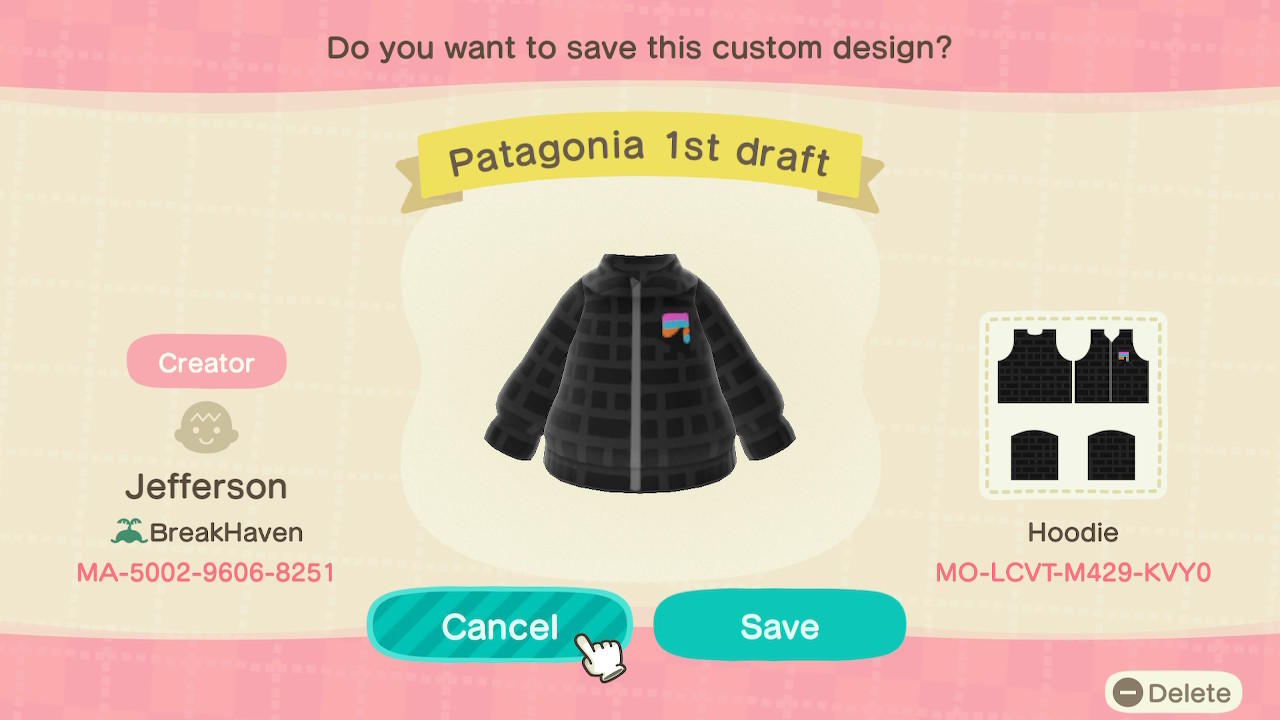 Do you want to save this custom design?
Patagonia 1st draft
Creator
Jefferson
BreakHaven
MA-5002-9606-8251
Hoodie
MO-LCVT-M429-KVY0
Cancel
Save
Delete